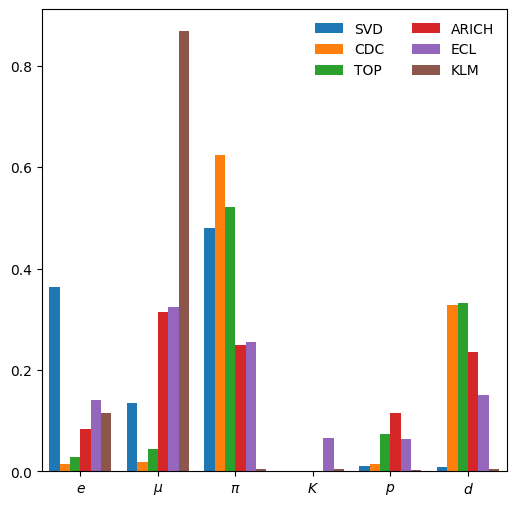 SVD
CDC
TOP
ARICH
ECL
KLM
0.8
0.6
0.4
0.2
0.0
e μ π K p d